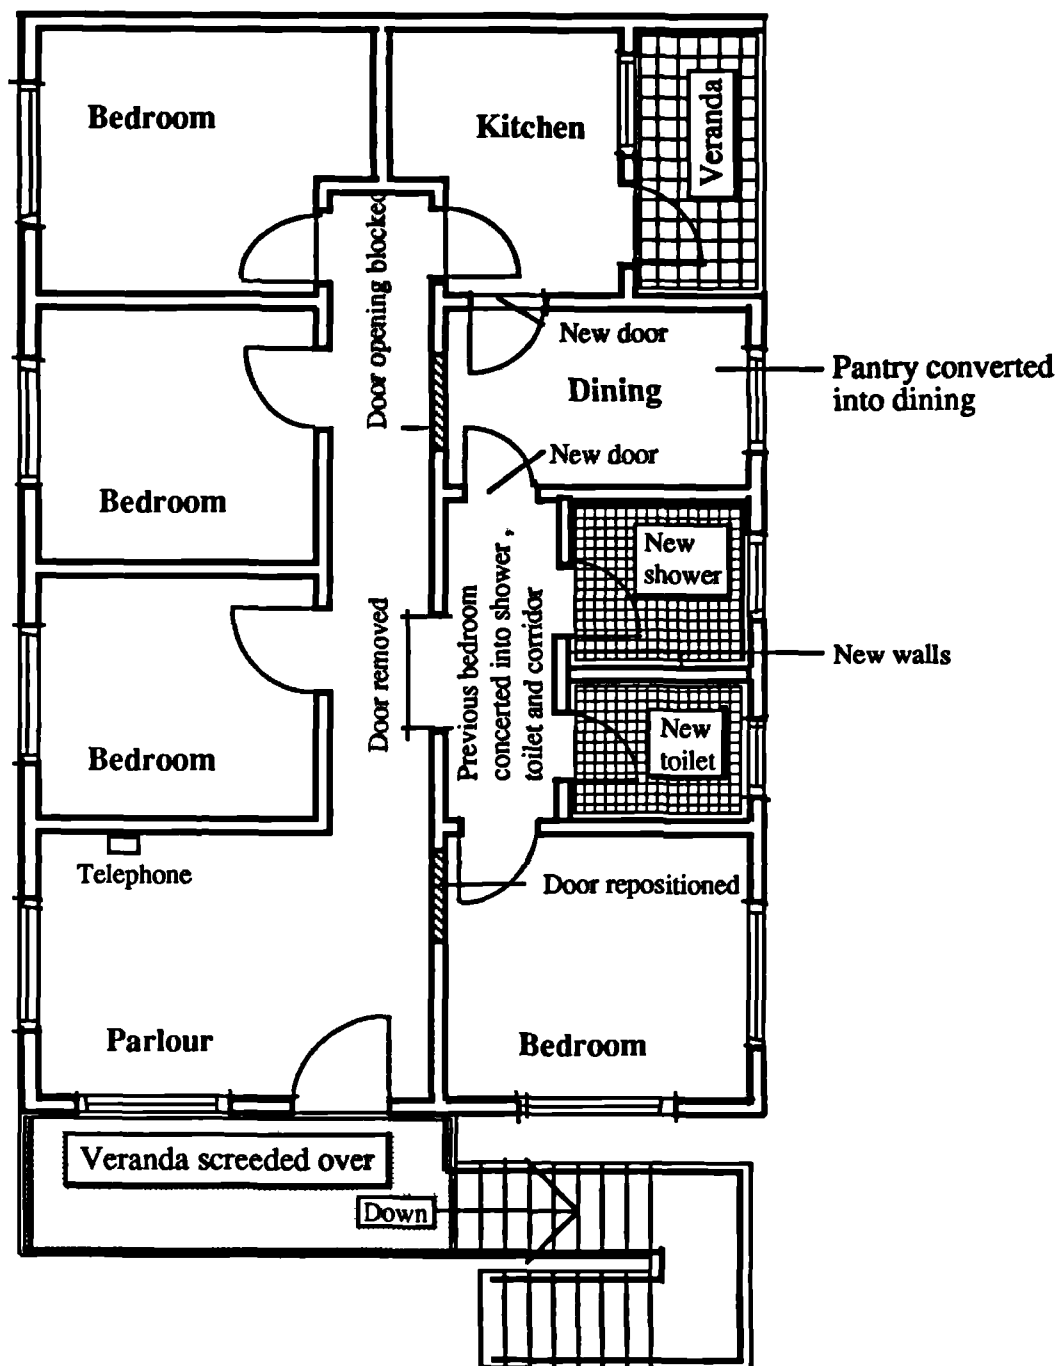 Bedroom
Kitchen
Veranda
Door opening blocked
New door
Dining
Pantry converted
into dining
New door
Bedroom
New
shower
Previous bedroom
concerted into shower ,
toilet and corridor
Door removed
New walls
New
toilet
Bedroom
Telephone
Door repositioned
Parlour
Bedroom
Veranda screeded over
Down